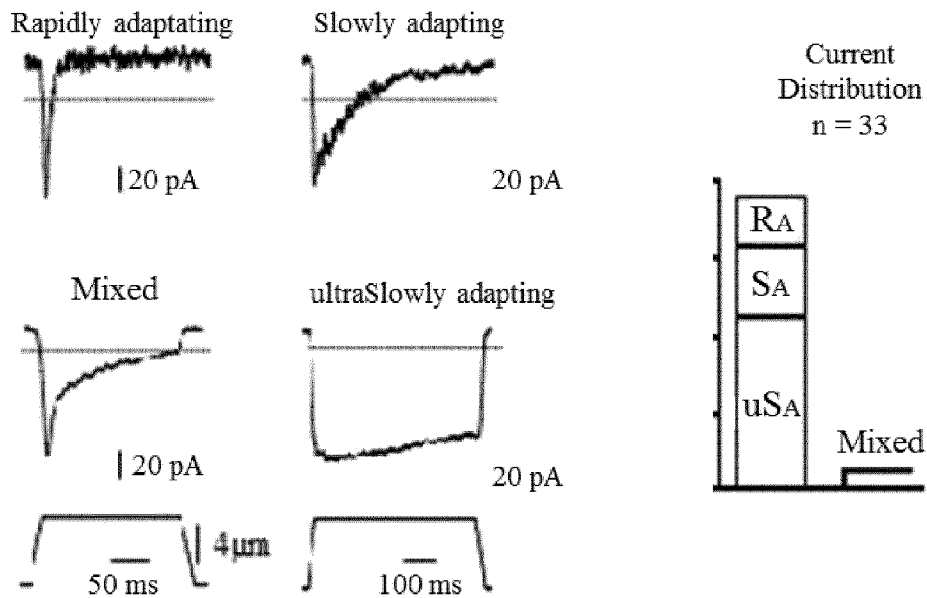 Rapidly adaptating
Slowly adapting
20 pA
20 pA
Mixed
ultraSlowly adapting
20 pA
20 pA
4μm
50 ms
100 ms
Current
Distribution
n = 33
RA
SA
uSA
Mixed